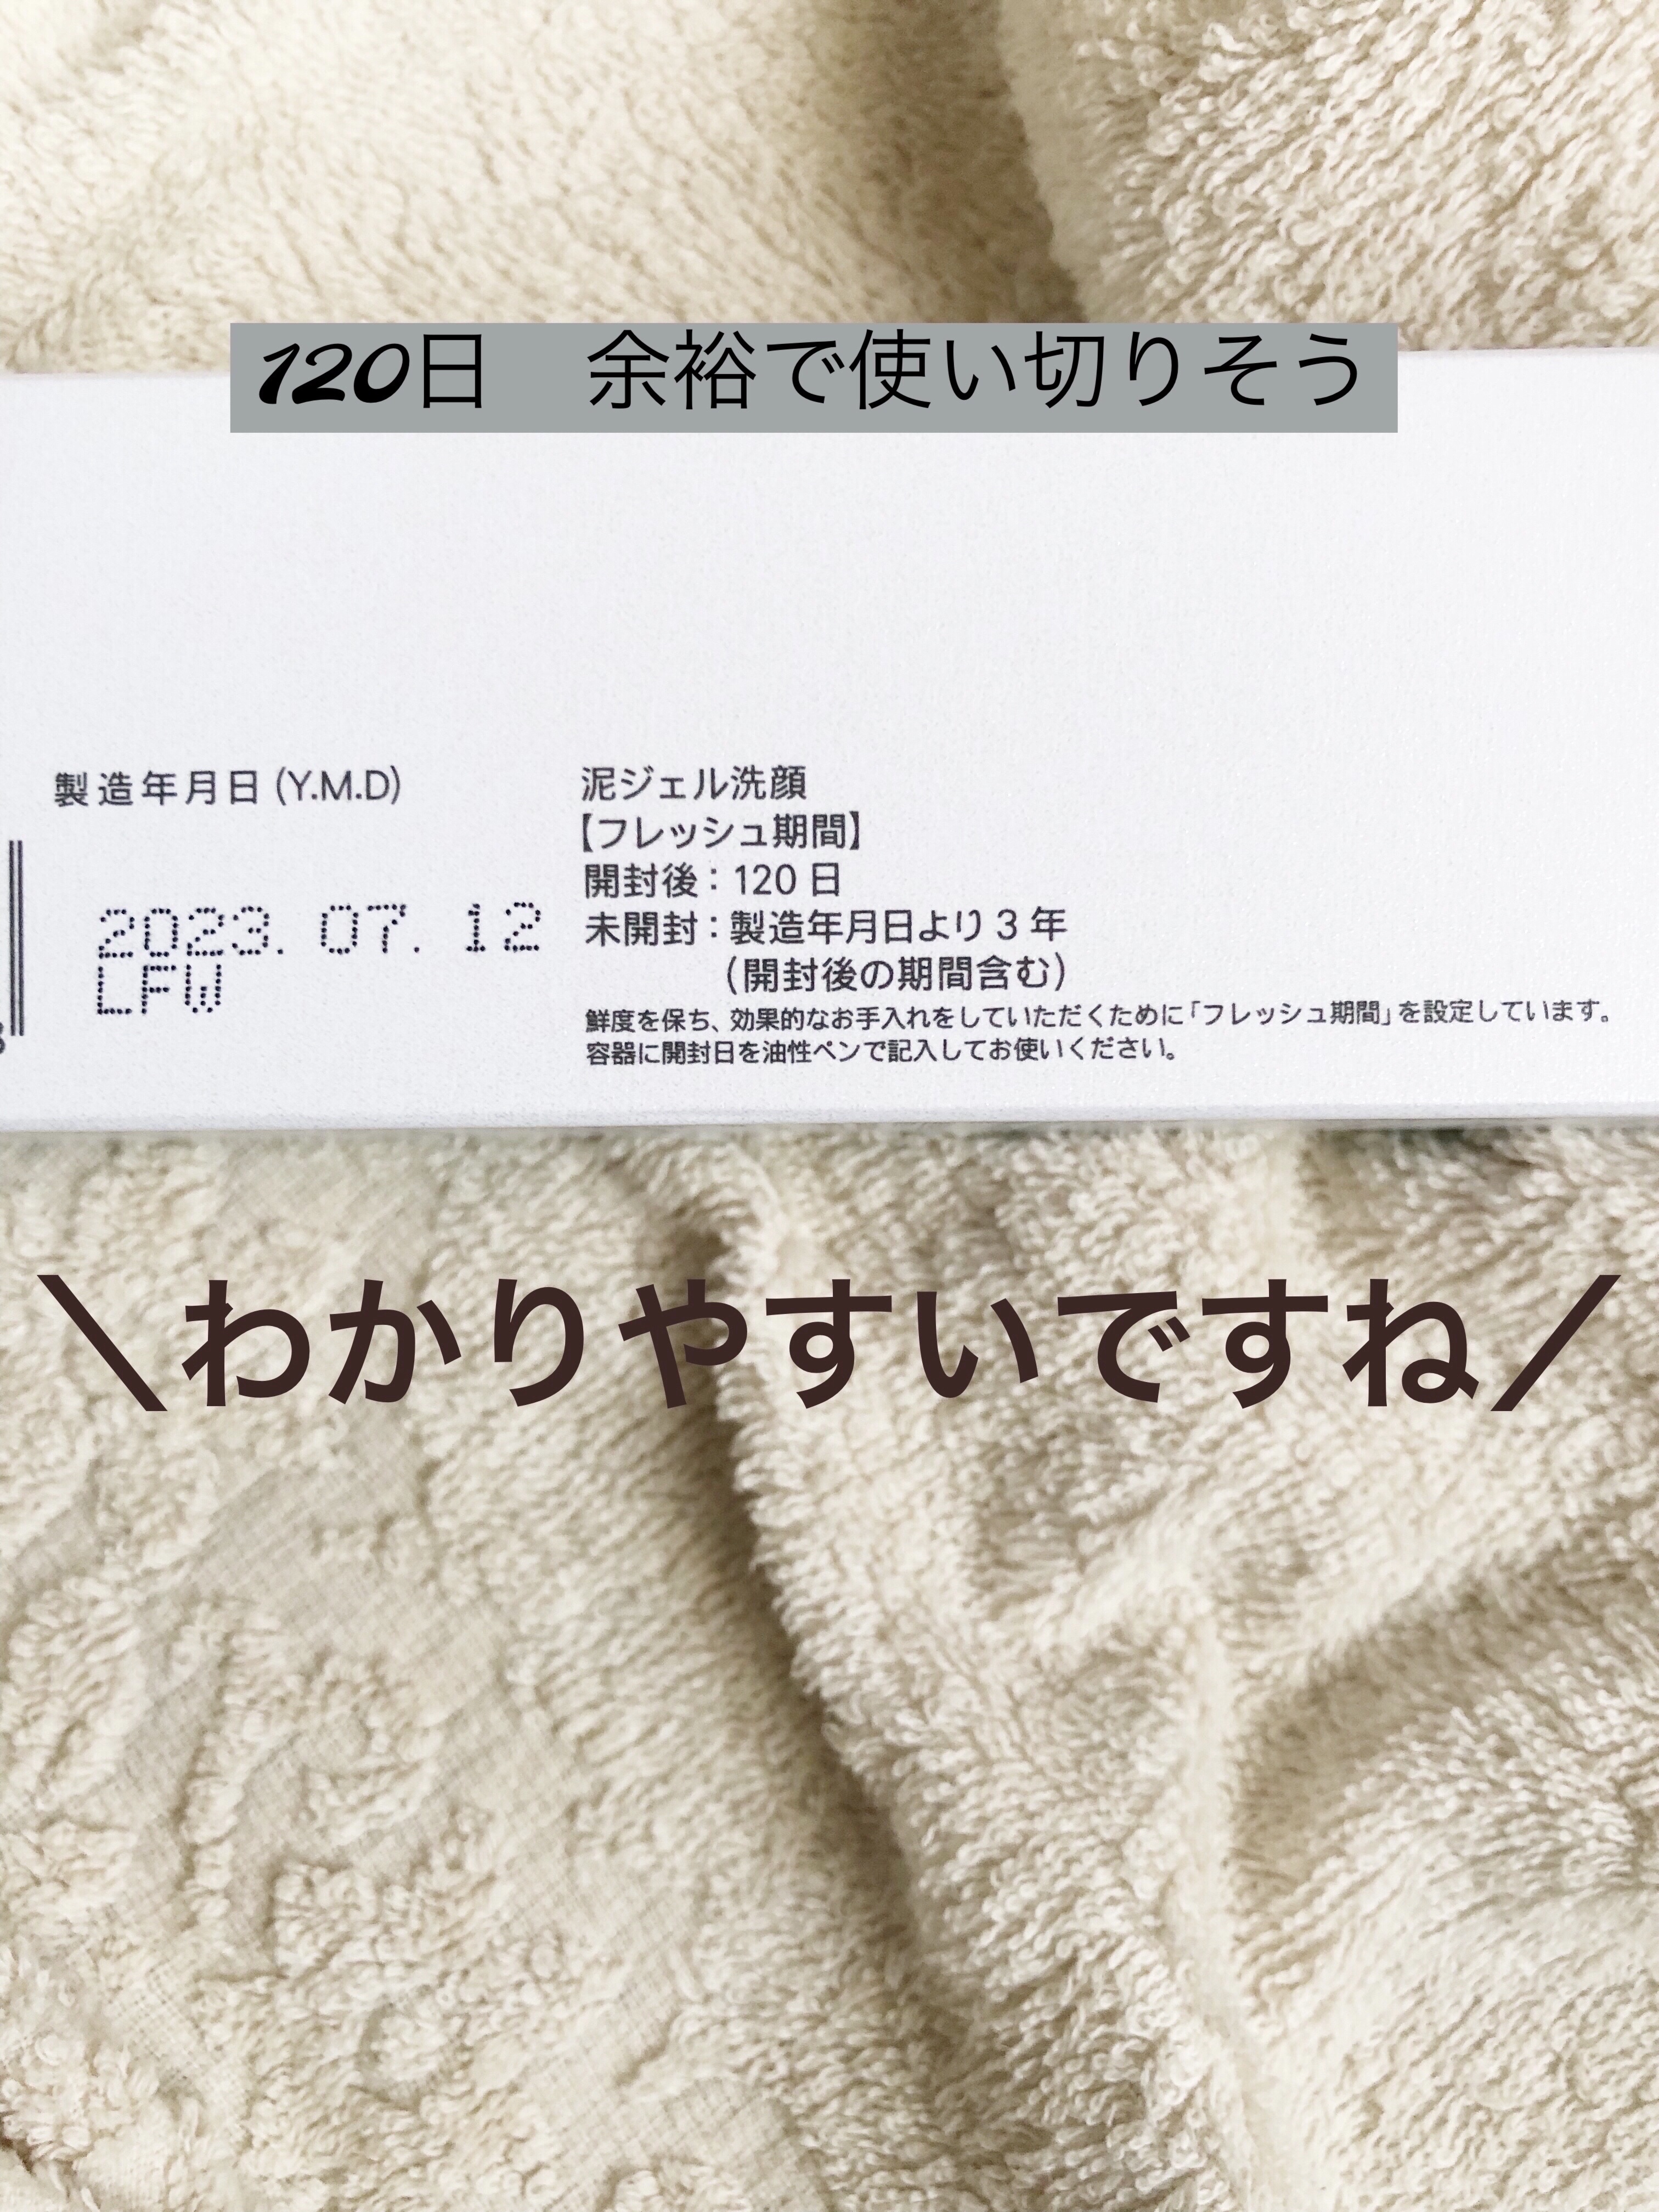 120日　余裕で使い切りそう
製造年月日 (Y.M.D)
2023. 07. 12
LFW
泥ジェル洗顔
【フレッシュ期間】
開封後：120 日
未開封：製造年月日より 3 年
（開封後の期間含む）
鮮度を保ち、効果的なお手入れをしていただくために「フレッシュ期間」を設定しています。
容器に開封日を油性ペンで記入してお使いください。
＼わかりやすいですね／